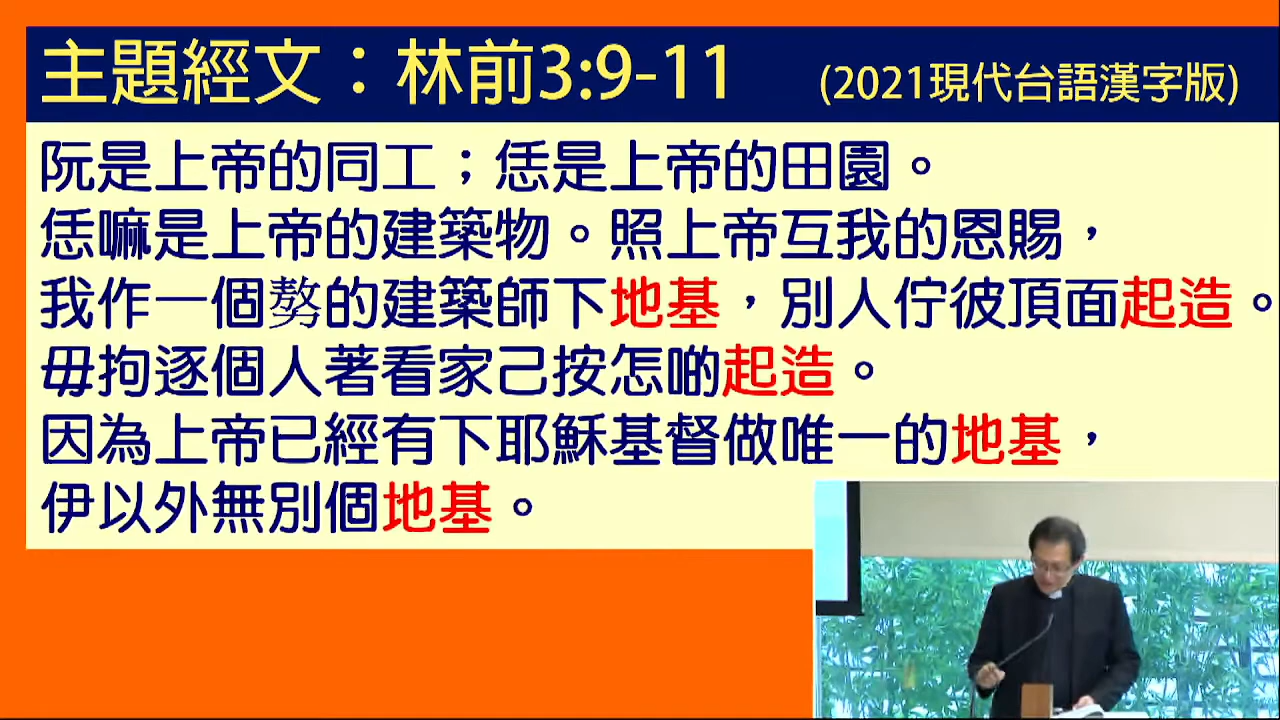 主題經文：林前3:9-11 (2021現代台語漢字版)
阮是上帝的同工；恁是上帝的田園。
恁嘛是上帝的建築物。照上帝互我的恩賜，
我作一個𠢕的建築師下地基，別人佇彼頂面起造。
毋拘逐個人著看家己按怎啲起造。
因為上帝已經有下耶穌基督做唯一的地基，
伊以外無別個地基。